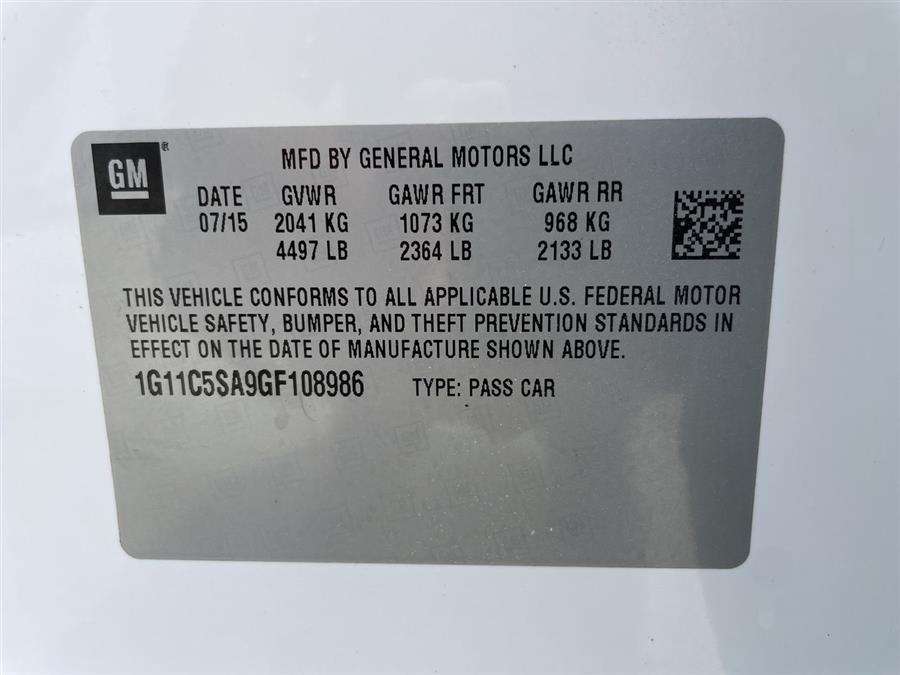 GM®
MFD BY GENERAL MOTORS LLC
DATE GVWR GAWR FRT GAWR RR
07/15 2041 KG 1073 KG 968 KG
4497 LB 2364 LB 2133 LB
THIS VEHICLE CONFORMS TO ALL APPLICABLE U.S. FEDERAL MOTOR
VEHICLE SAFETY, BUMPER, AND THEFT PREVENTION STANDARDS IN
EFFECT ON THE DATE OF MANUFACTURE SHOWN ABOVE.
1G11C5SA9GF108986 TYPE: PASS CAR